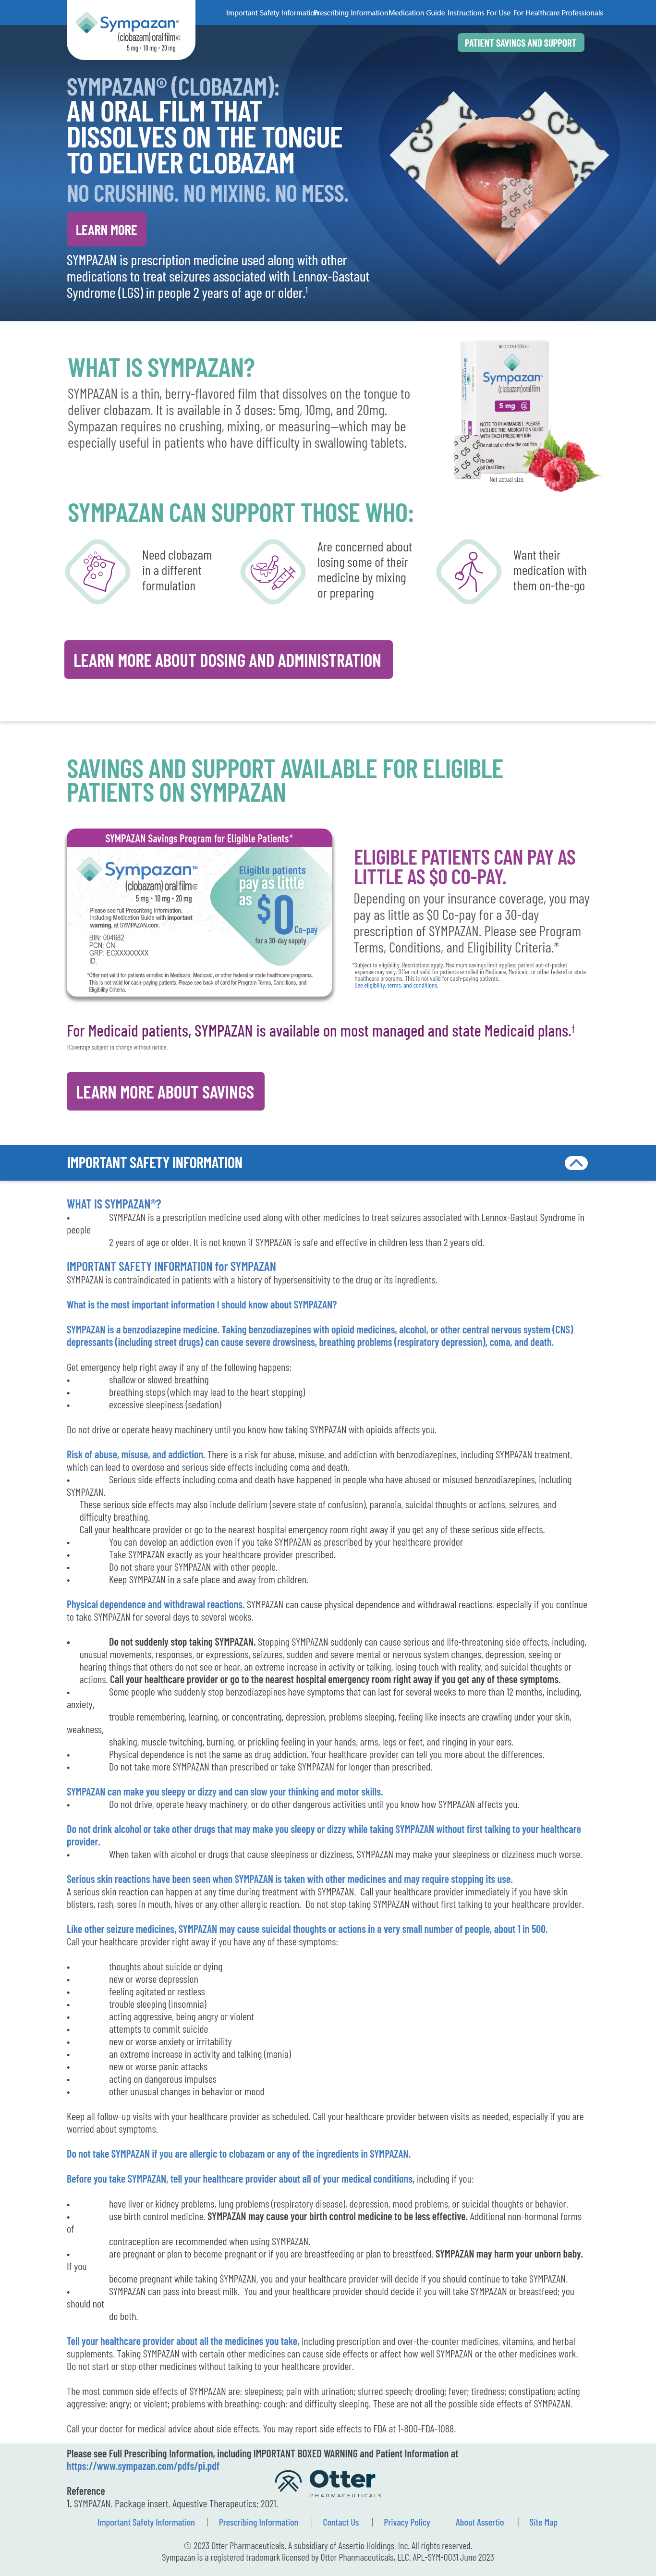 Sympazan®
(clobazam) oral film CIV
5 mg • 10 mg • 20 mg
Important Safety Information Prescribing Information Medication Guide Instructions For Use For Healthcare Professionals
PATIENT SAVINGS AND SUPPORT
SYMPAZAN® (CLOBAZAM):
AN ORAL FILM THAT
DISSOLVES ON THE TONGUE
TO DELIVER CLOBAZAM
NO CRUSHING. NO MIXING. NO MESS.
LEARN MORE
SYMPAZAN is prescription medicine used along with other
medications to treat seizures associated with Lennox-Gastaut
Syndrome (LGS) in people 2 years of age or older.¹
WHAT IS SYMPAZAN?
SYMPAZAN is a thin, berry-flavored film that dissolves on the tongue to
deliver clobazam. It is available in 3 doses: 5mg, 10mg, and 20mg.
Sympazan requires no crushing, mixing, or measuring—which may be
especially useful in patients who have difficulty in swallowing tablets.
Sympazan®
(clobazam) oral film
5 mg
NOTE TO PHARMACIST: PLEASE
INCLUDE THE MEDICATION GUIDE
WITH EACH PRESCRIPTION
Do not cut or chew the oral film
Rx Only
60 Oral Films
Not actual size.
SYMPAZAN CAN SUPPORT THOSE WHO:
Need clobazam
in a different
formulation
Are concerned about
losing some of their
medicine by mixing
or preparing
Want their
medication with
them on-the-go
LEARN MORE ABOUT DOSING AND ADMINISTRATION
SAVINGS AND SUPPORT AVAILABLE FOR ELIGIBLE
PATIENTS ON SYMPAZAN
SYMPAZAN Savings Program for Eligible Patients*
Sympazan™
(clobazam) oral film CIV
5 mg • 10 mg • 20 mg
Please see full Prescribing Information,
including Medication Guide with important
warning, at SYMPAZAN.com.
BIN: 004682
PCN: CN
GRP: ECXXXXXXXX
ID:
Eligible patients
pay as little
as $0
Co-pay
for a 30-day supply
*Offer not valid for patients enrolled in Medicare, Medicaid, or other federal or state healthcare programs.
This is not valid for cash-paying patients. Please see back of card for Program Terms, Conditions, and
Eligibility Criteria.
ELIGIBLE PATIENTS CAN PAY AS
LITTLE AS $0 CO-PAY.
Depending on your insurance coverage, you may
pay as little as $0 Co-pay for a 30-day
prescription of SYMPAZAN. Please see Program
Terms, Conditions, and Eligibility Criteria.*
*Subject to eligibility. Restrictions apply. Maximum savings limit applies; patient out-of-pocket
expense may vary. Offer not valid for patients enrolled in Medicare, Medicaid, or other federal or state
healthcare programs. This is not valid for cash-paying patients.
See eligibility, terms, and conditions.
For Medicaid patients, SYMPAZAN is available on most managed and state Medicaid plans.†
†Coverage subject to change without notice.
LEARN MORE ABOUT SAVINGS
IMPORTANT SAFETY INFORMATION
WHAT IS SYMPAZAN®?
• SYMPAZAN is a prescription medicine used along with other medicines to treat seizures associated with Lennox-Gastaut Syndrome in
people
2 years of age or older. It is not known if SYMPAZAN is safe and effective in children less than 2 years old.
IMPORTANT SAFETY INFORMATION for SYMPAZAN
SYMPAZAN is contraindicated in patients with a history of hypersensitivity to the drug or its ingredients.
What is the most important information I should know about SYMPAZAN?
SYMPAZAN is a benzodiazepine medicine. Taking benzodiazepines with opioid medicines, alcohol, or other central nervous system (CNS)
depressants (including street drugs) can cause severe drowsiness, breathing problems (respiratory depression), coma, and death.
Get emergency help right away if any of the following happens:
• shallow or slowed breathing
• breathing stops (which may lead to the heart stopping)
• excessive sleepiness (sedation)
Do not drive or operate heavy machinery until you know how taking SYMPAZAN with opioids affects you.
Risk of abuse, misuse, and addiction. There is a risk for abuse, misuse, and addiction with benzodiazepines, including SYMPAZAN treatment,
which can lead to overdose and serious side effects including coma and death.
• Serious side effects including coma and death have happened in people who have abused or misused benzodiazepines, including
SYMPAZAN.
These serious side effects may also include delirium (severe state of confusion), paranoia, suicidal thoughts or actions, seizures, and
difficulty breathing.
Call your healthcare provider or go to the nearest hospital emergency room right away if you get any of these serious side effects.
• You can develop an addiction even if you take SYMPAZAN as prescribed by your healthcare provider
• Take SYMPAZAN exactly as your healthcare provider prescribed.
• Do not share your SYMPAZAN with other people.
• Keep SYMPAZAN in a safe place and away from children.
Physical dependence and withdrawal reactions. SYMPAZAN can cause physical dependence and withdrawal reactions, especially if you continue
to take SYMPAZAN for several days to several weeks.
• Do not suddenly stop taking SYMPAZAN. Stopping SYMPAZAN suddenly can cause serious and life-threatening side effects, including,
unusual movements, responses, or expressions, seizures, sudden and severe mental or nervous system changes, depression, seeing or
hearing things that others do not see or hear, an extreme increase in activity or talking, losing touch with reality, and suicidal thoughts or
actions. Call your healthcare provider or go to the nearest hospital emergency room right away if you get any of these symptoms.
• Some people who suddenly stop benzodiazepines have symptoms that can last for several weeks to more than 12 months, including,
anxiety,
trouble remembering, learning, or concentrating, depression, problems sleeping, feeling like insects are crawling under your skin,
weakness,
shaking, muscle twitching, burning, or prickling feeling in your hands, arms, legs or feet, and ringing in your ears.
• Physical dependence is not the same as drug addiction. Your healthcare provider can tell you more about the differences.
• Do not take more SYMPAZAN than prescribed or take SYMPAZAN for longer than prescribed.
SYMPAZAN can make you sleepy or dizzy and can slow your thinking and motor skills.
• Do not drive, operate heavy machinery, or do other dangerous activities until you know how SYMPAZAN affects you.
Do not drink alcohol or take other drugs that may make you sleepy or dizzy while taking SYMPAZAN without first talking to your healthcare
provider.
• When taken with alcohol or drugs that cause sleepiness or dizziness, SYMPAZAN may make your sleepiness or dizziness much worse.
Serious skin reactions have been seen when SYMPAZAN is taken with other medicines and may require stopping its use.
A serious skin reaction can happen at any time during treatment with SYMPAZAN. Call your healthcare provider immediately if you have skin
blisters, rash, sores in mouth, hives or any other allergic reaction. Do not stop taking SYMPAZAN without first talking to your healthcare provider.
Like other seizure medicines, SYMPAZAN may cause suicidal thoughts or actions in a very small number of people, about 1 in 500.
Call your healthcare provider right away if you have any of these symptoms:
• thoughts about suicide or dying
• new or worse depression
• feeling agitated or restless
• trouble sleeping (insomnia)
• acting aggressive, being angry or violent
• attempts to commit suicide
• new or worse anxiety or irritability
• an extreme increase in activity and talking (mania)
• new or worse panic attacks
• acting on dangerous impulses
• other unusual changes in behavior or mood
Keep all follow-up visits with your healthcare provider as scheduled. Call your healthcare provider between visits as needed, especially if you are
worried about symptoms.
Do not take SYMPAZAN if you are allergic to clobazam or any of the ingredients in SYMPAZAN.
Before you take SYMPAZAN, tell your healthcare provider about all of your medical conditions, including if you:
• have liver or kidney problems, lung problems (respiratory disease), depression, mood problems, or suicidal thoughts or behavior.
• use birth control medicine. SYMPAZAN may cause your birth control medicine to be less effective. Additional non-hormonal forms
of
contraception are recommended when using SYMPAZAN.
• are pregnant or plan to become pregnant or if you are breastfeeding or plan to breastfeed. SYMPAZAN may harm your unborn baby.
If you
become pregnant while taking SYMPAZAN, you and your healthcare provider will decide if you should continue to take SYMPAZAN.
• SYMPAZAN can pass into breast milk. You and your healthcare provider should decide if you will take SYMPAZAN or breastfeed; you
should not
do both.
Tell your healthcare provider about all the medicines you take, including prescription and over-the-counter medicines, vitamins, and herbal
supplements. Taking SYMPAZAN with certain other medicines can cause side effects or affect how well SYMPAZAN or the other medicines work.
Do not start or stop other medicines without talking to your healthcare provider.
The most common side effects of SYMPAZAN are: sleepiness; pain with urination; slurred speech; drooling; fever; tiredness; constipation; acting
aggressive; angry; or violent; problems with breathing; cough; and difficulty sleeping. These are not all the possible side effects of SYMPAZAN.
Call your doctor for medical advice about side effects. You may report side effects to FDA at 1-800-FDA-1088.
Please see Full Prescribing Information, including IMPORTANT BOXED WARNING and Patient Information at
https://www.sympazan.com/pdfs/pi.pdf
Otter
PHARMACEUTICALS
Reference
1. SYMPAZAN. Package insert. Aquestive Therapeutics; 2021.
Important Safety Information | Prescribing Information | Contact Us | Privacy Policy | About Assertio | Site Map
© 2023 Otter Pharmaceuticals. A subsidiary of Assertio Holdings, Inc. All rights reserved.
Sympazan is a registered trademark licensed by Otter Pharmaceuticals, LLC. APL-SYM-0031 June 2023